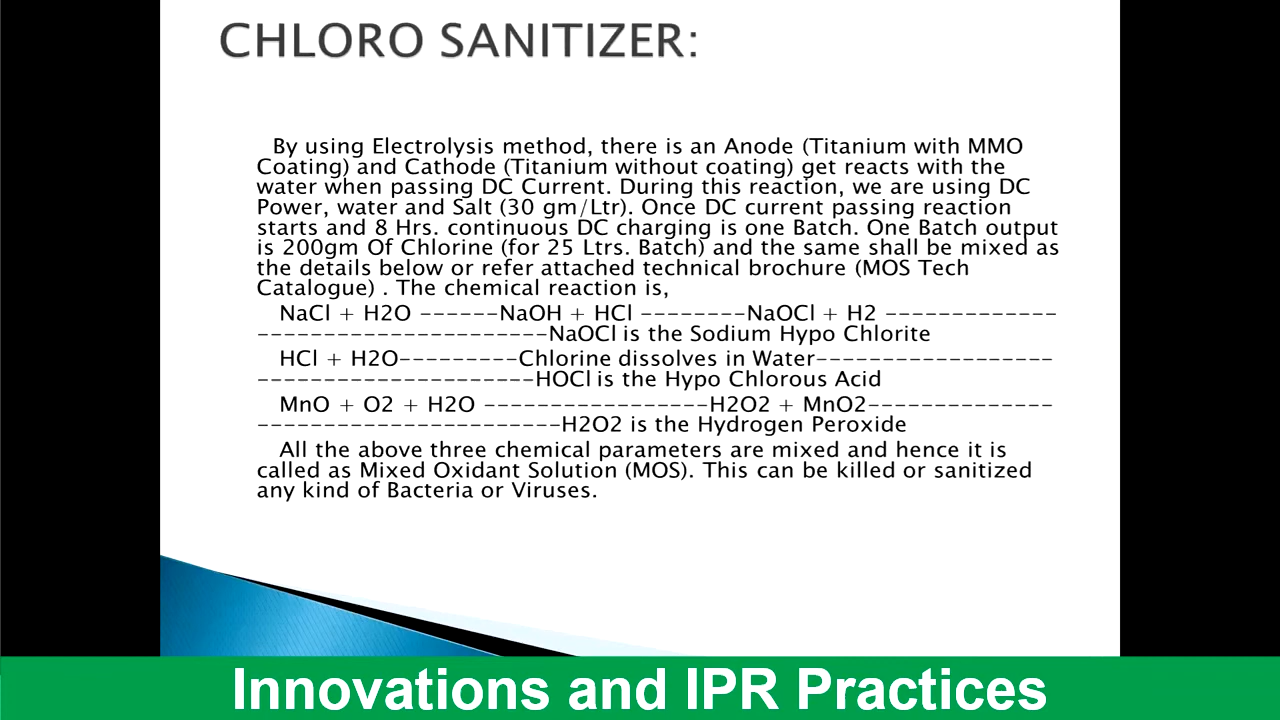 CHLORO SANITIZER:
By using Electrolysis method, there is an Anode (Titanium with MMO
Coating) and Cathode (Titanium without coating) get reacts with the
water when passing DC Current. During this reaction, we are using DC
Power, water and Salt (30 gm/Ltr). Once DC current passing reaction
starts and 8 Hrs. continuous DC charging is one Batch. One Batch output
is 200gm Of Chlorine (for 25 Ltrs. Batch) and the same shall be mixed as
the details below or refer attached technical brochure (MOS Tech
Catalogue) . The chemical reaction is,
NaCl + H2O ------NaOH + HCl --------NaOCl + H2 -------------
----------------------NaOCl is the Sodium Hypo Chlorite
HCl + H2O---------Chlorine dissolves in Water------------------
---------------------HOCl is the Hypo Chlorous Acid
MnO + O2 + H2O -----------------H2O2 + MnO2--------------
-----------------------H2O2 is the Hydrogen Peroxide
All the above three chemical parameters are mixed and hence it is
called as Mixed Oxidant Solution (MOS). This can be killed or sanitized
any kind of Bacteria or Viruses.
Innovations and IPR Practices